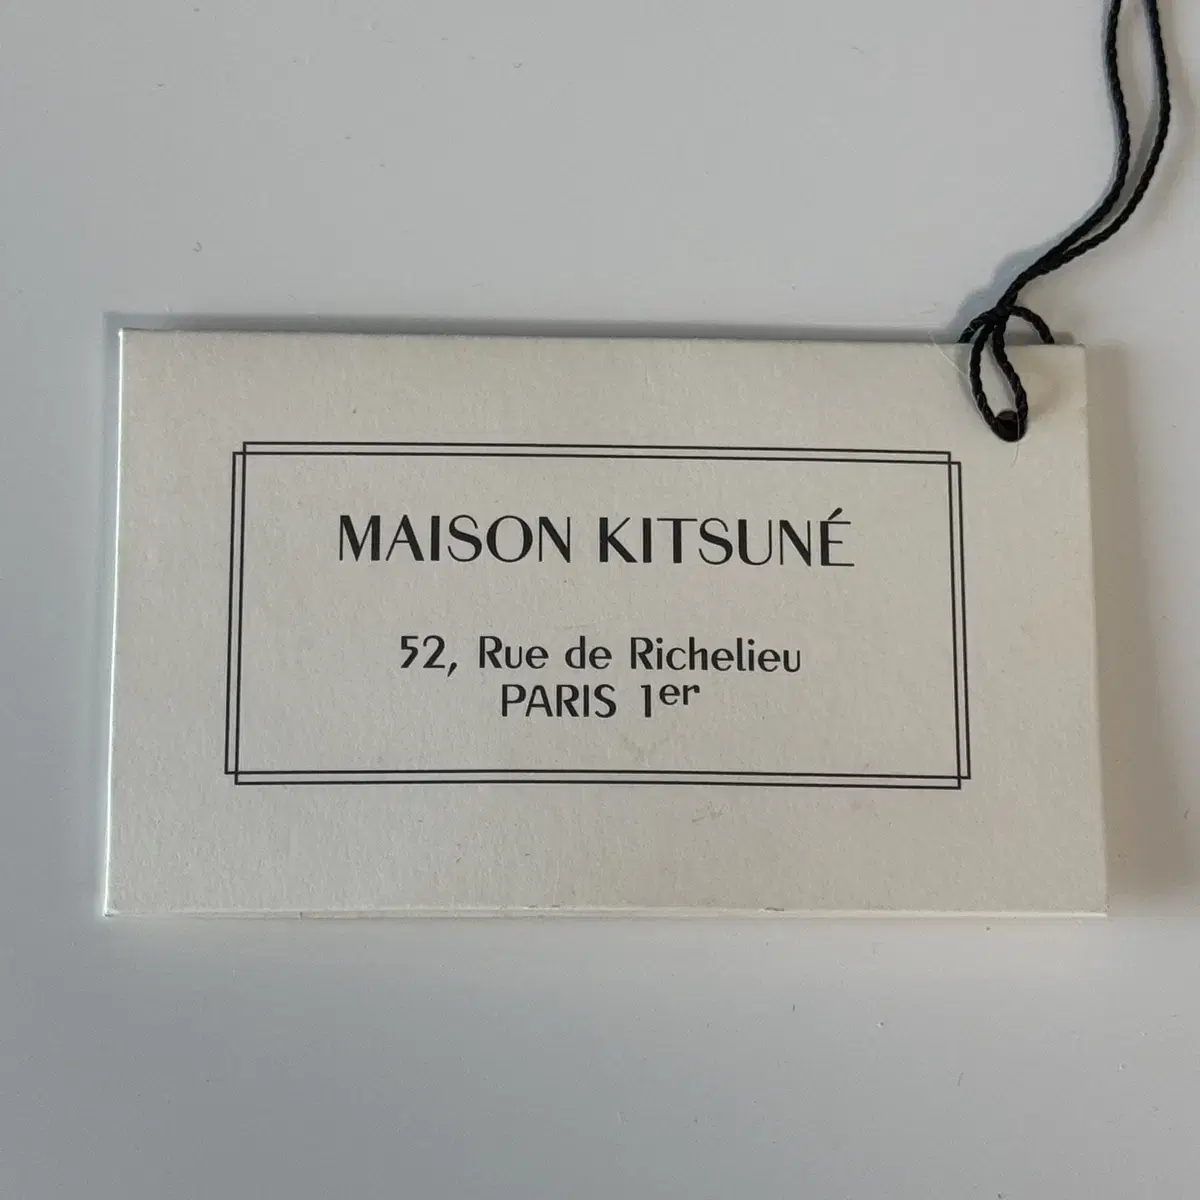 MAISON KITSUNÉ
52, Rue de Richelieu
PARIS 1er